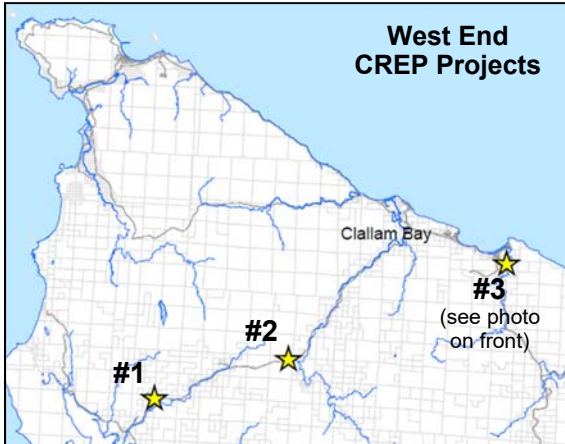 West End
CREP Projects
Clallam Bay
#3
(see photo
on front)
#2
#1